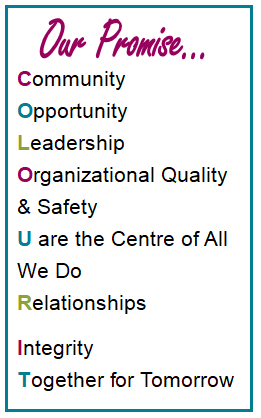 Our Promise...
Community
Opportunity
Leadership
Organizational Quality
& Safety
U are the Centre of All
We Do
Relationships
Integrity
Together for Tomorrow